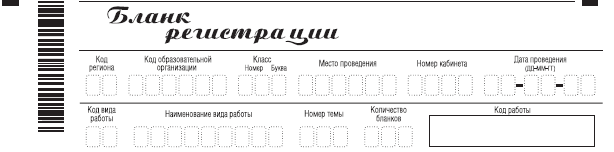 Бланк
регистрации
Код региона
Код образовательной организации
Класс
Номер Буква
Место проведения
Номер кабинета
Дата проведения
(ДД-ММ-ГГ)
Код вида работы
Наименование вида работы
Номер темы
Количество бланков
Код работы